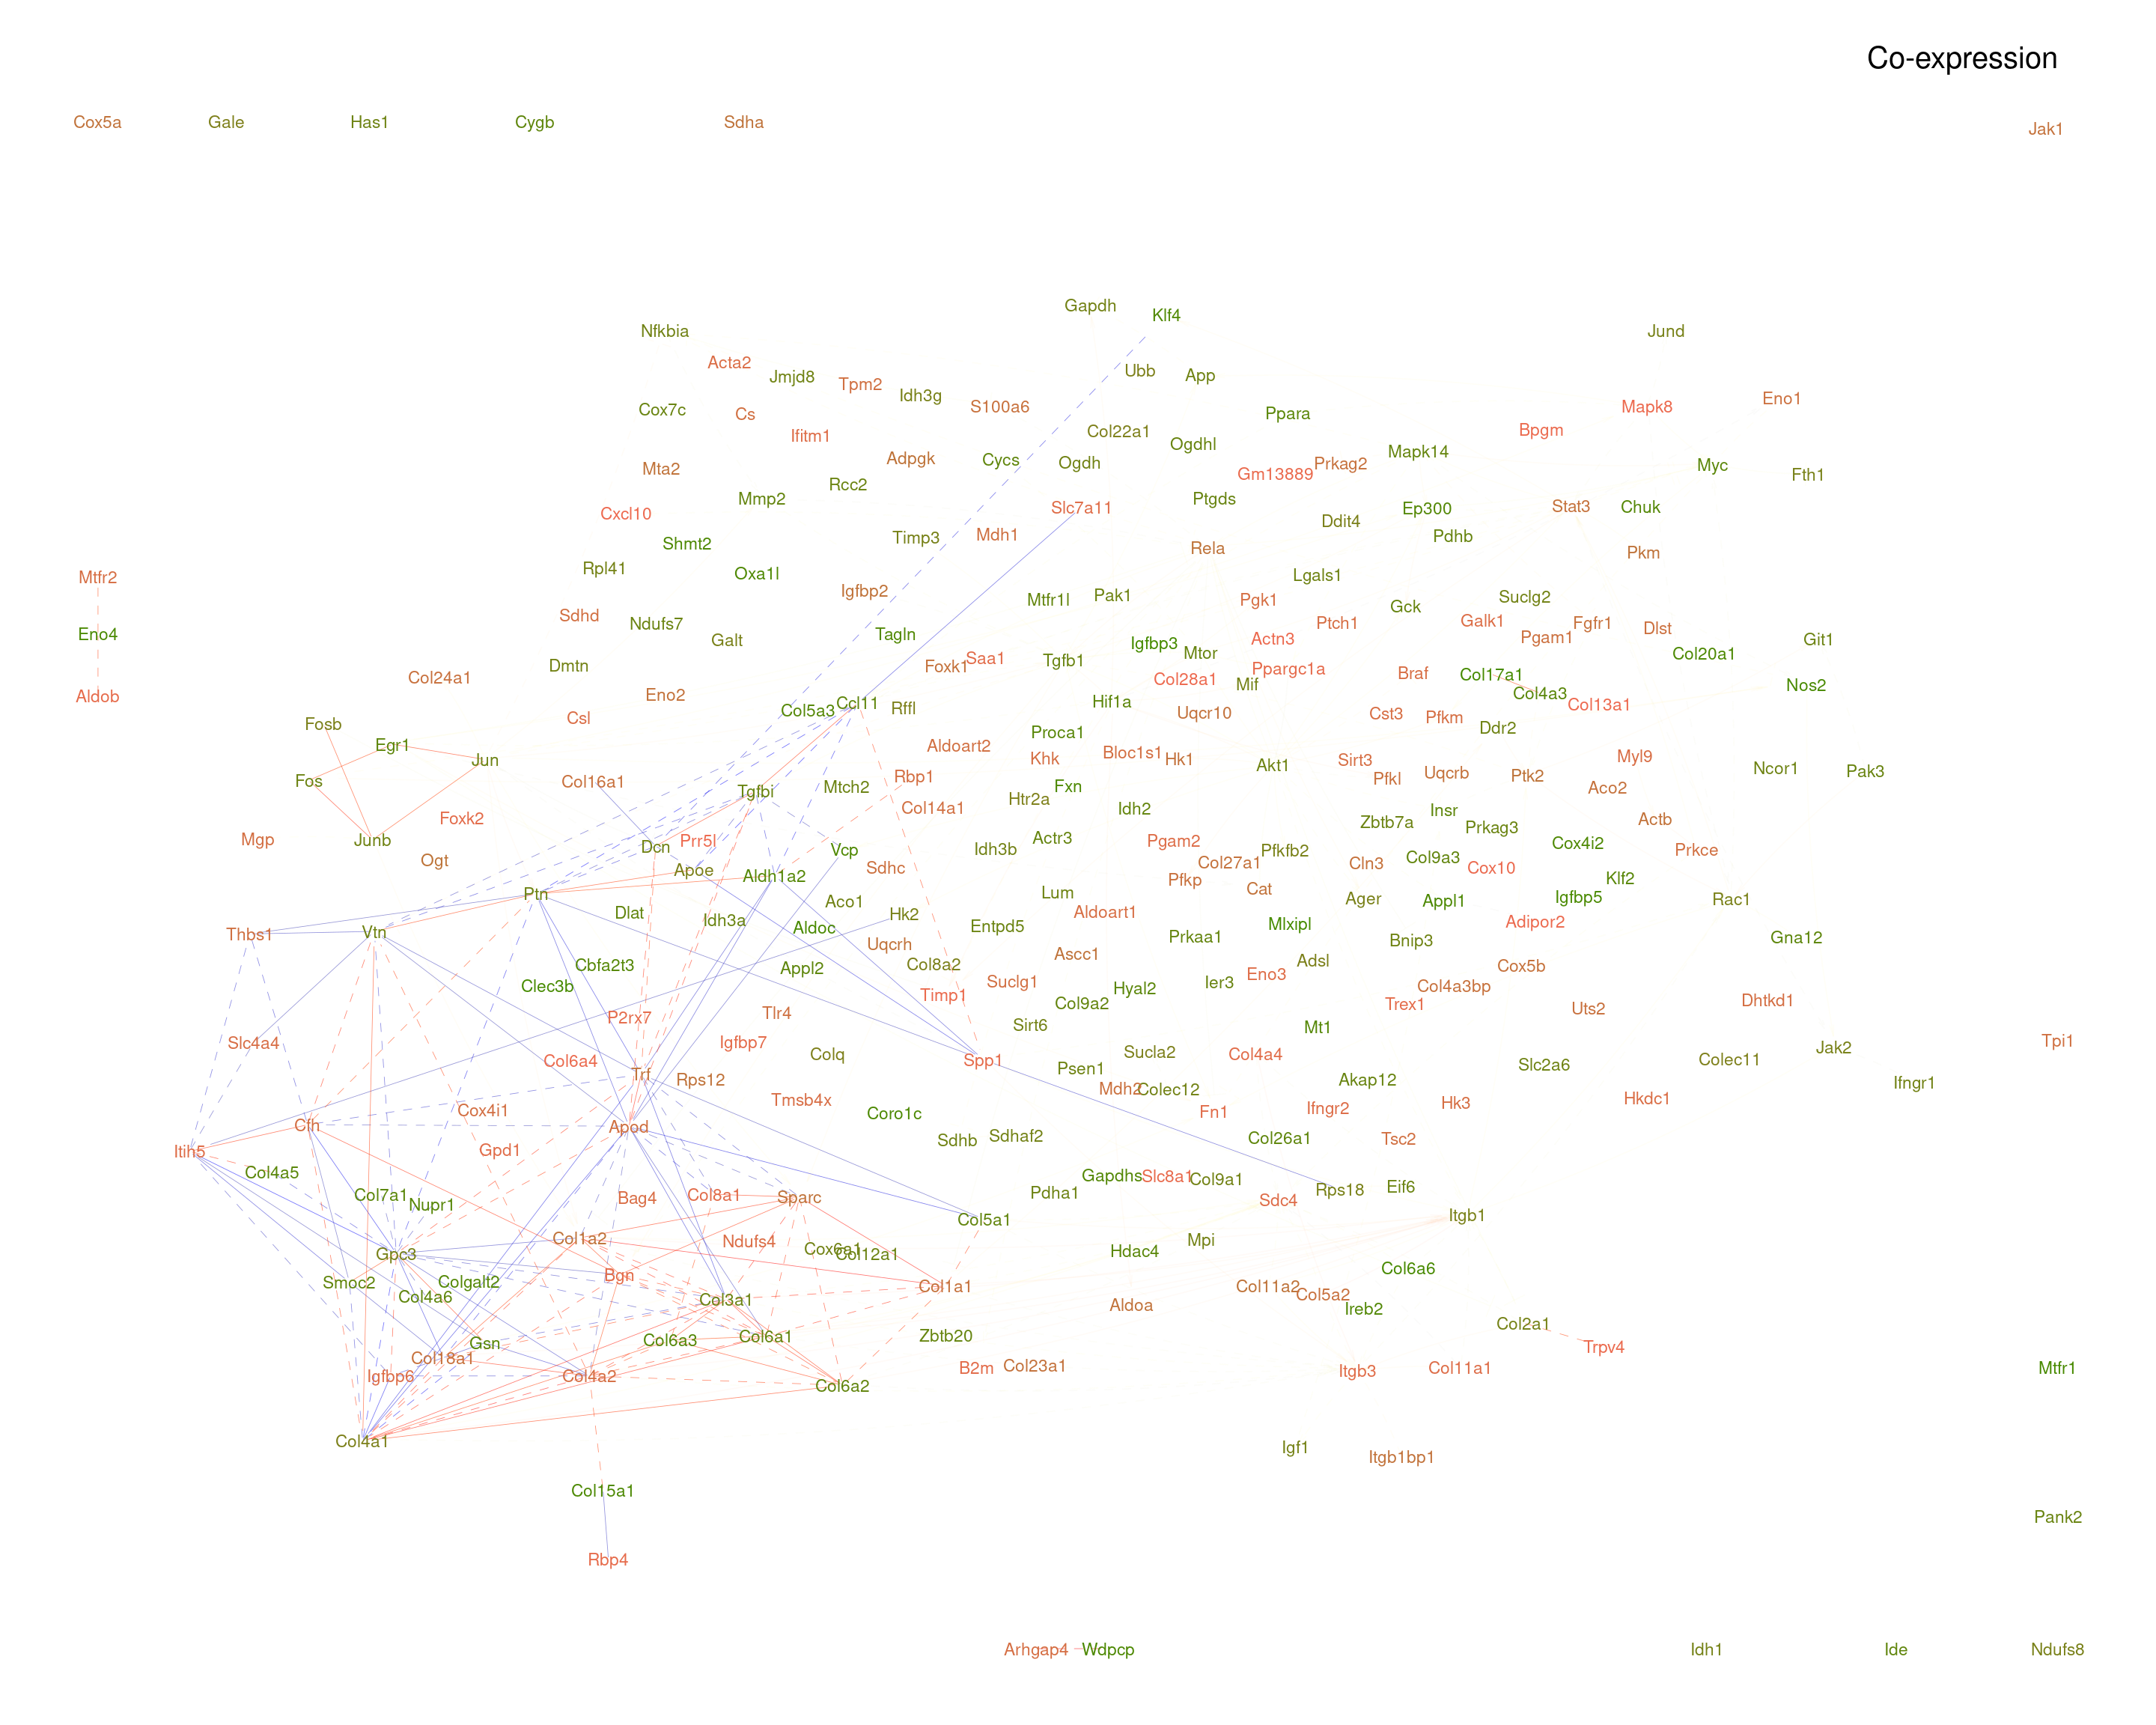 Co-expression
Cox5a
Gale
Has1
Cygb
Sdha
Jak1
Gapdh
Klf4
Nfkbia
Jund
Acta2
Jmjd8
Tpm2
Idh3g
Ubb
App
Cox7c
Cs
Ifitm1
S100a6
Ppara
Mapk8
Eno1
Col22a1
Ogdhl
Bpgm
Mta2
Adpgk
Cycs
Ogdh
Gm13889
Prkag2
Mapk14
Myc
Fth1
Rcc2
Mmp2
Ptgds
Cxcl10
Slc7a11
Ddit4
Ep300
Stat3
Chuk
Shmt2
Timp3
Mdh1
Rela
Pdhb
Pkm
Mtfr2
Rpl41
Oxa1l
Igfbp2
Mtfr1l
Pak1
Pgk1
Lgals1
Gck
Suclg2
Sdhd
Ndufs7
Galt
Tagln
Igfbp3
Actn3
Ptch1
Galk1
Pgam1
Fgfr1
Dlst
Git1
Eno4
Dmtn
Foxk1
Saa1
Tgfb1
Mtor
Col20a1
Aldob
Col24a1
Eno2
Col28a1
Mif
Ppargc1a
Braf
Col17a1
Col4a3
Nos2
Fosb
Csl
Col5a3
Ccl11
Rffl
Hif1a
Uqcr10
Cst3
Pfkm
Ddr2
Col13a1
Egr1
Jun
Aldoart2
Proca1
Khk
Bloc1s1
Hk1
Akt1
Sirt3
Myl9
Fos
Col16a1
Tgfbi
Mtch2
Rbp1
Fxn
Pfkl
Uqcrb
Ptk2
Aco2
Ncor1
Pak3
Foxk2
Col14a1
Htr2a
Idh2
Zbtb7a
Insr
Prkag3
Actb
Mgp
Junb
Ogt
Dcn
Prr5l
Vcp
Sdhc
Idh3b
Actr3
Pgam2
Pfkfb2
Col9a3
Cox4i2
Prkce
Apoe
Aldh1a2
Col27a1
Cln3
Cox10
Klf2
Ptn
Aco1
Lum
Pfkp
Cat
Ager
Appl1
Igfbp5
Rac1
Thbs1
Vtn
Dlat
Idh3a
Aldoc
Hk2
Entpd5
Aldoart1
Mlxipl
Adipor2
Uqcrh
Prkaa1
Bnip3
Gna12
Clec3b
Cbfa2t3
Appl2
Col8a2
Ascc1
Adsl
Cox5b
P2rx7
Tlr4
Timp1
Suclg1
Col9a2
Hyal2
Ier3
Eno3
Col4a3bp
Trex1
Uts2
Dhtkd1
Slc4a4
Igfbp7
Sirt6
Mt1
Tpi1
Col6a4
Colq
Spp1
Psen1
Sucla2
Col4a4
Slc2a6
Colec11
Jak2
Trf
Rps12
Mdh2
Colec12
Akap12
Ifngr1
Cox4i1
Tmsb4x
Coro1c
Fn1
Ifngr2
Hk3
Hkdc1
Cfh
Apod
Sdhb
Sdhaf2
Col26a1
Tsc2
Itih5
Gpd1
Col4a5
Col7a1
Nupr1
Bag4
Col8a1
Sparc
Pdha1
Gapdhs
Slc8a1
Col9a1
Sdc4
Rps18
Eif6
Itgb1
Col5a1
Gpc3
Col1a2
Ndufs4
Cox6a1
Col12a1
Hdac4
Mpi
Smoc2
Colgalt2
Col4a6
Bgn
Col3a1
Col1a1
Aldoa
Col11a2
Col5a2
Col6a6
Ireb2
Gsn
Col6a3
Col6a1
Zbtb20
Col2a1
Trpv4
Col18a1
Igfbp6
Col4a2
Col6a2
B2m
Col23a1
Itgb3
Col11a1
Mtfr1
Col4a1
Igf1
Itgb1bp1
Col15a1
Pank2
Rbp4
Arhgap4
Wdpcp
Idh1
Ide
Ndufs8